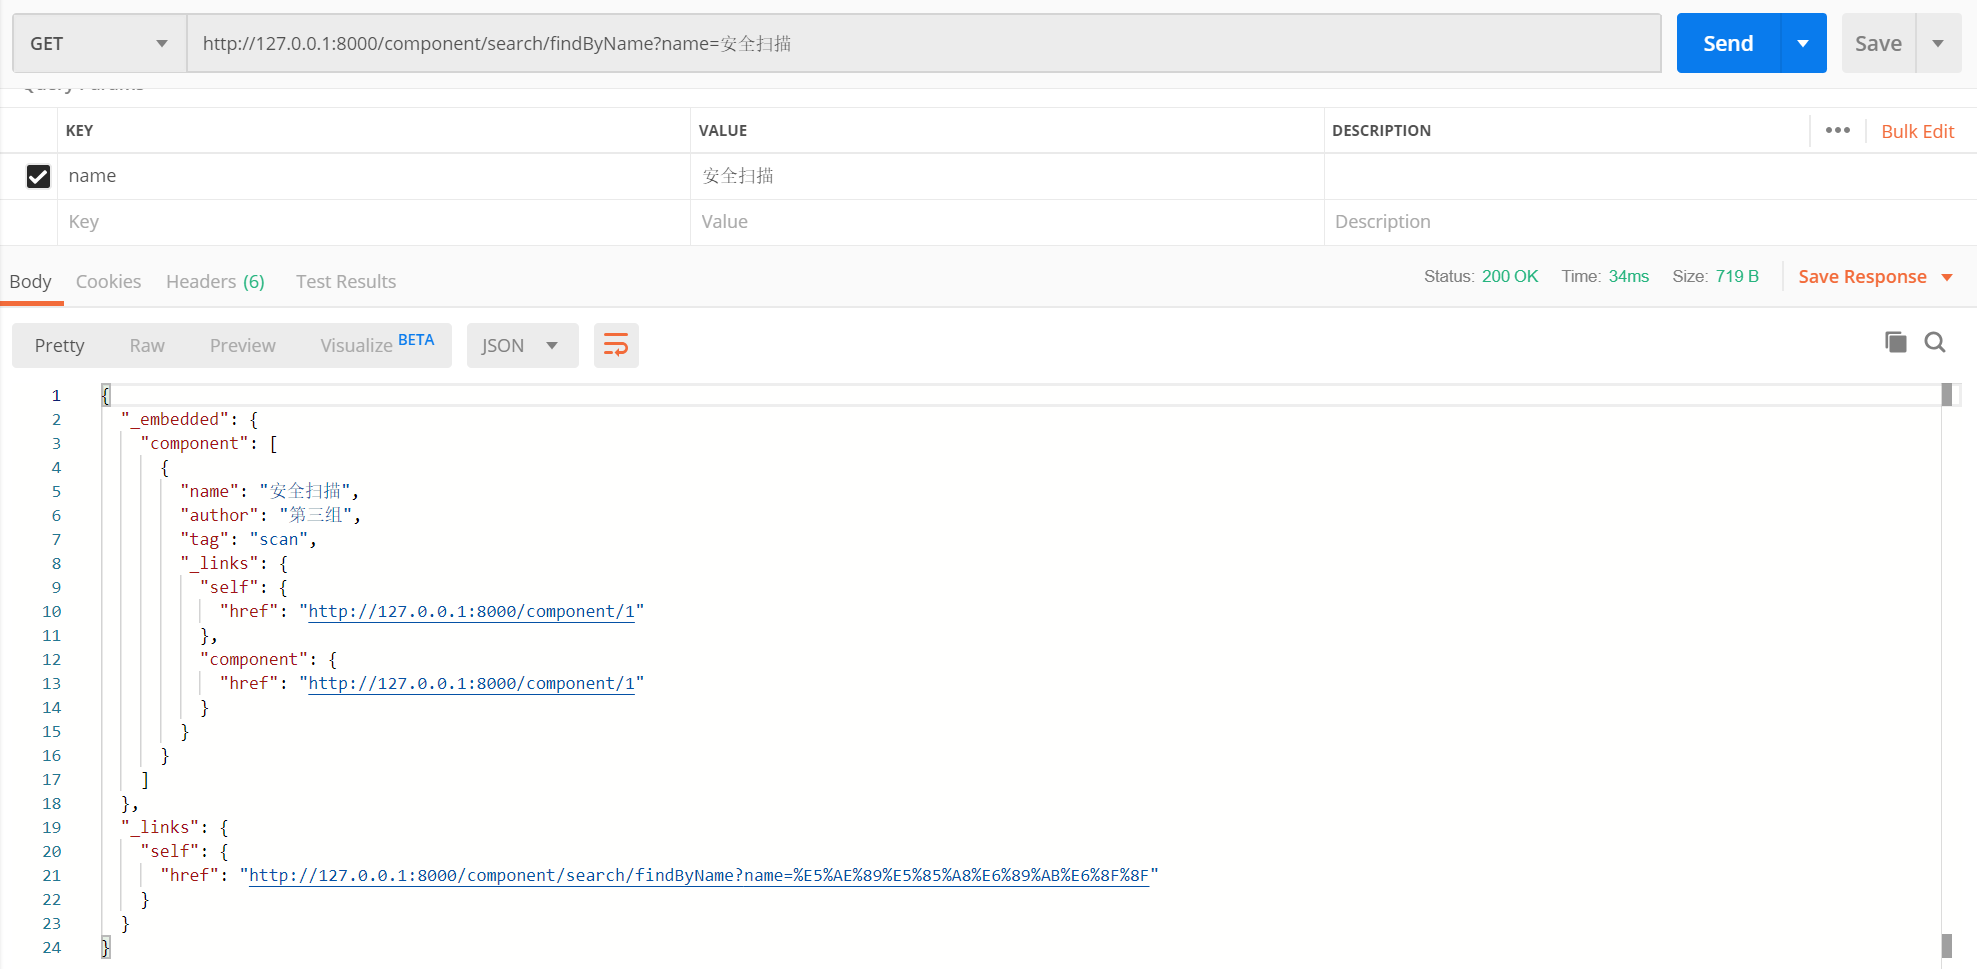 GET http://127.0.0.1:8000/component/search/findByName?name=安全扫描 Send Save
Query Params
KEY VALUE DESCRIPTION ••• Bulk Edit
name 安全扫描
Key Value Description
Body Cookies Headers (6) Test Results Status: 200 OK Time: 34ms Size: 719 B Save Response
Pretty Raw Preview Visualize BETA JSON
1 {
2 "_embedded": {
3 "component": [
4 {
5 "name": "安全扫描",
6 "author": "第三组",
7 "tag": "scan",
8 "_links": {
9 "self": {
10 "href": "http://127.0.0.1:8000/component/1"
11 },
12 "component": {
13 "href": "http://127.0.0.1:8000/component/1"
14 }
15 }
16 }
17 ]
18 },
19 "_links": {
20 "self": {
21 "href": "http://127.0.0.1:8000/component/search/findByName?name=%E5%AE%89%E5%85%A8%E6%89%AB%E6%8F%8F"
22 }
23 }
24 }